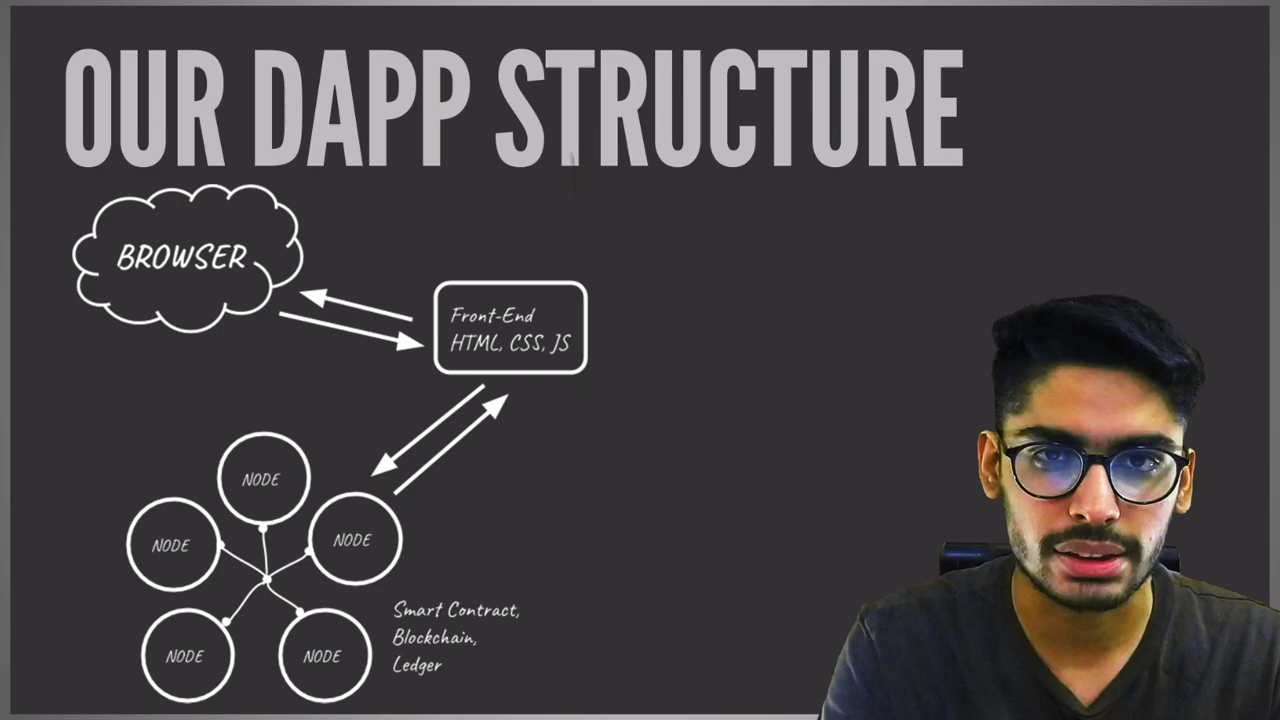 OUR DAPP STRUCTURE
BROWSER
Front-End
HTML, CSS, JS
NODE
NODE
NODE
NODE
NODE
Smart Contract,
Blockchain,
Ledger